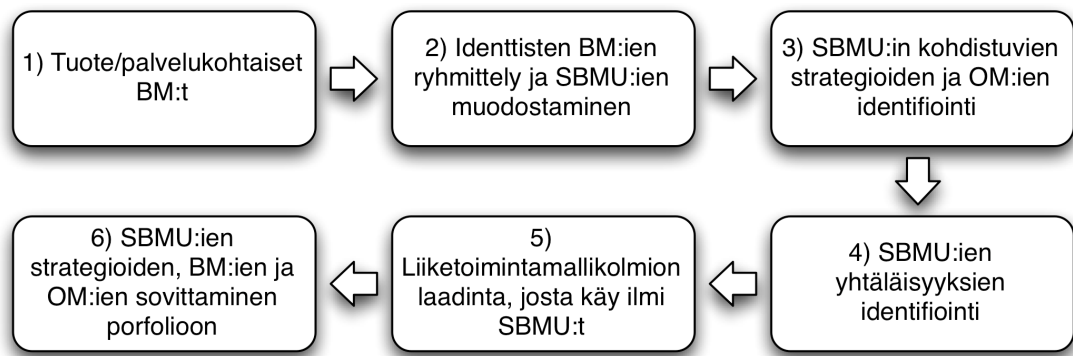 1) Tuote/palvelukohtaiset
BM:t
2) Identtisten BM:ien
ryhmittely ja SBMU:ien
muodostaminen
3) SBMU:in kohdistuvien
strategioiden ja OM:ien
identifiointi
4) SBMU:ien
yhtäläisyyksien
identifiointi
5)
Liiketoimintamallikolmion
laadinta, josta käy ilmi
SBMU:t
6) SBMU:ien
strategioiden, BM:ien ja
OM:ien sovittaminen
porfolioon